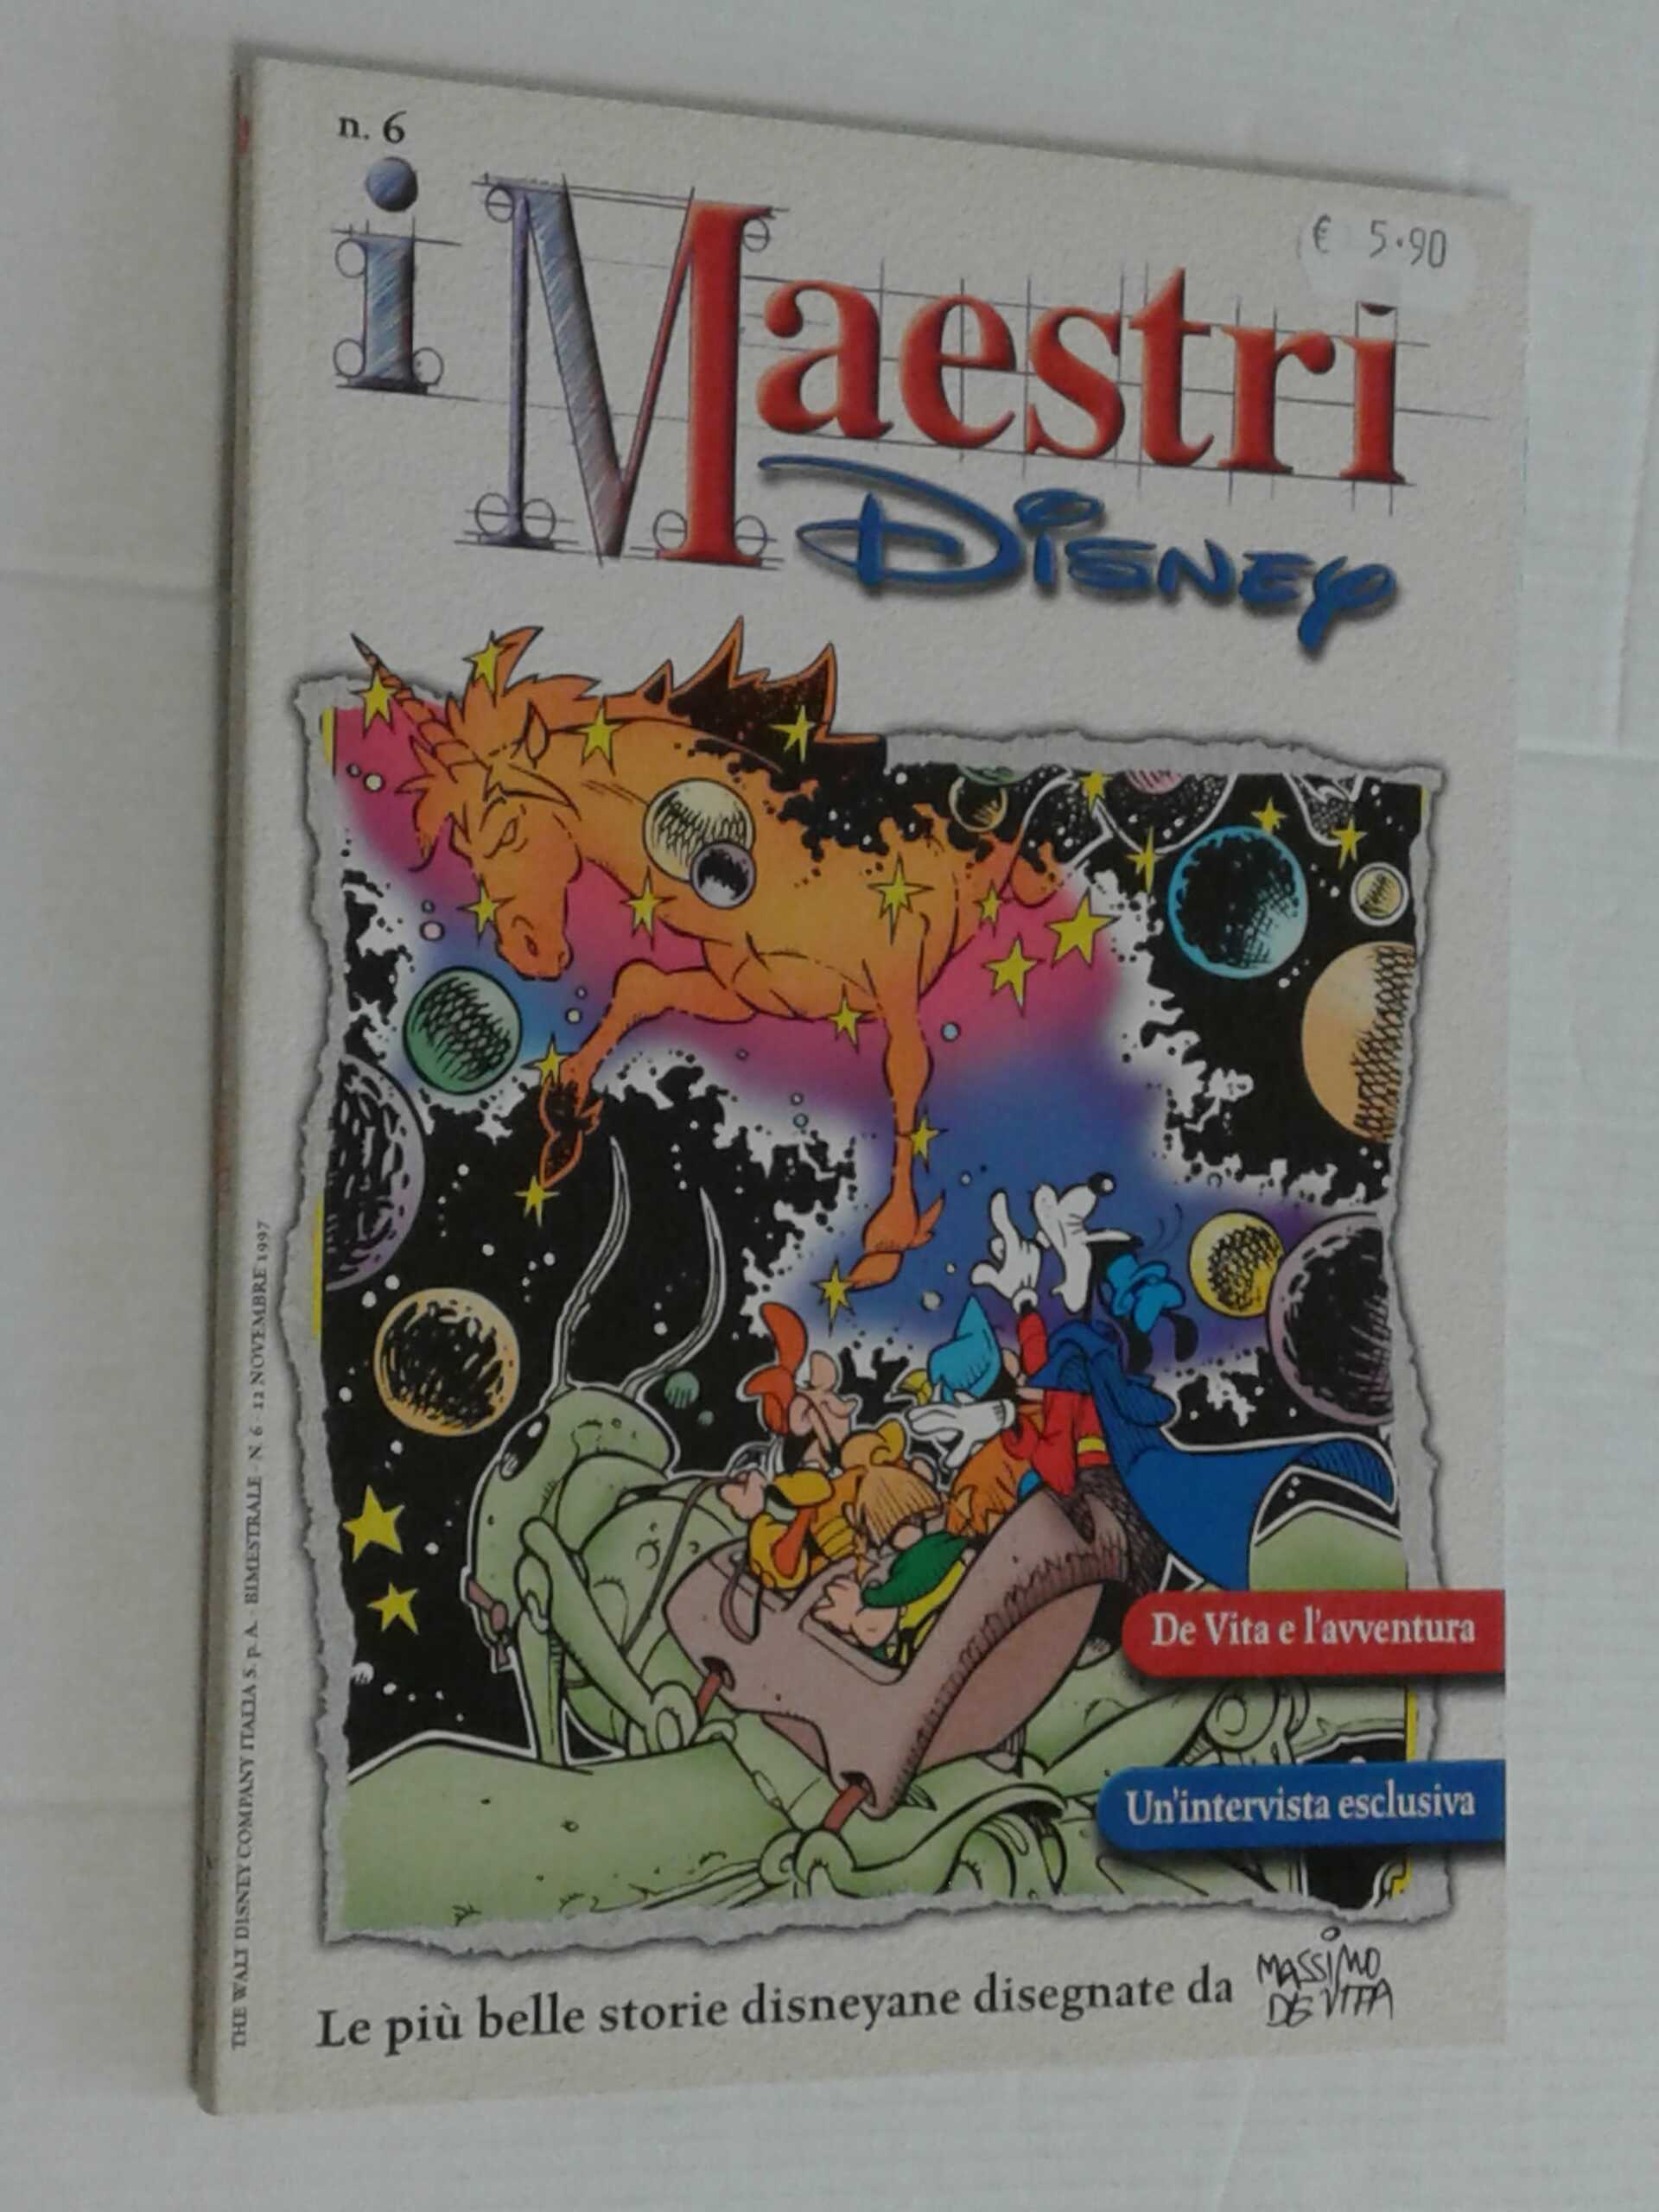 n. 6
i Maestri
€ 5.90
DISNEY
De Vita e l'avventura
Un'intervista esclusiva
Le più belle storie disneyane disegnate da MASSIMO
DE VITA
THE WALT DISNEY COMPANY ITALIA S. p. A. - BIMESTRALE - N. 6 - 12 NOVEMBRE 1997